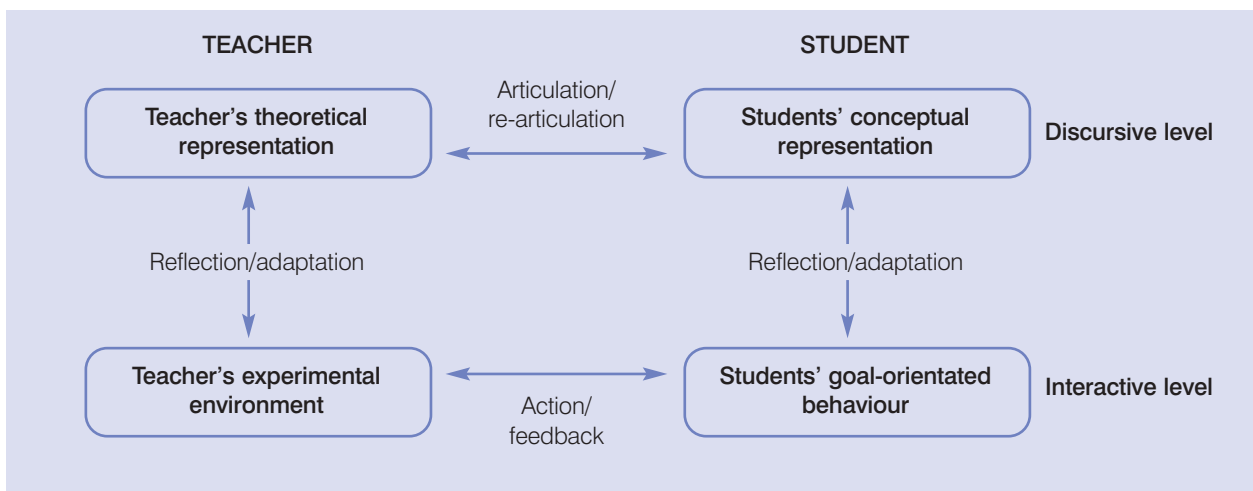 TEACHER
STUDENT
Teacher’s theoretical
representation
Articulation/
re-articulation
Students’ conceptual
representation
Discursive level
Reflection/adaptation
Reflection/adaptation
Teacher’s experimental
environment
Action/
feedback
Students’ goal-orientated
behaviour
Interactive level